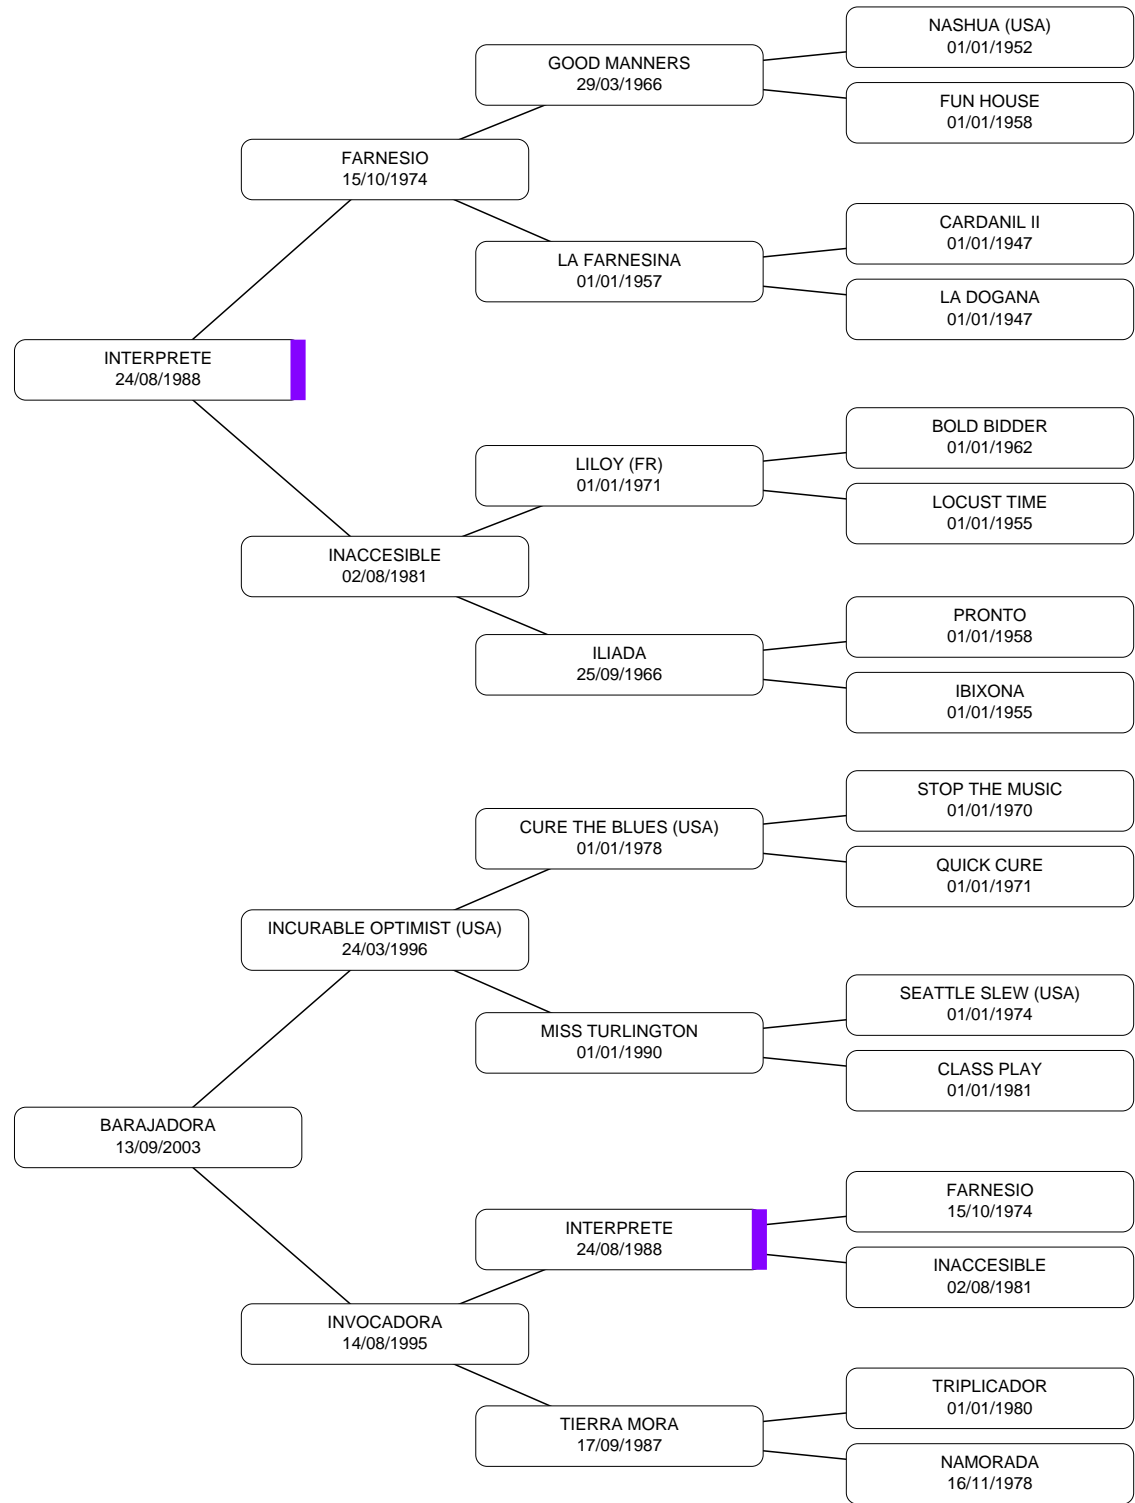 NASHUA (USA)
01/01/1952
GOOD MANNERS
29/03/1966
FUN HOUSE
01/01/1958
FARNESIO
15/10/1974
CARDANIL II
01/01/1947
LA FARNESINA
01/01/1957
LA DOGANA
01/01/1947
INTERPRETE
24/08/1988
BOLD BIDDER
01/01/1962
LILOY (FR)
01/01/1971
LOCUST TIME
01/01/1955
INACCESIBLE
02/08/1981
PRONTO
01/01/1958
ILIADA
25/09/1966
IBIXONA
01/01/1955
STOP THE MUSIC
01/01/1970
CURE THE BLUES (USA)
01/01/1978
QUICK CURE
01/01/1971
INCURABLE OPTIMIST (USA)
24/03/1996
SEATTLE SLEW (USA)
01/01/1974
MISS TURLINGTON
01/01/1990
CLASS PLAY
01/01/1981
BARAJADORA
13/09/2003
FARNESIO
15/10/1974
INTERPRETE
24/08/1988
INACCESIBLE
02/08/1981
INVOCADORA
14/08/1995
TRIPLICADOR
01/01/1980
TIERRA MORA
17/09/1987
NAMORADA
16/11/1978